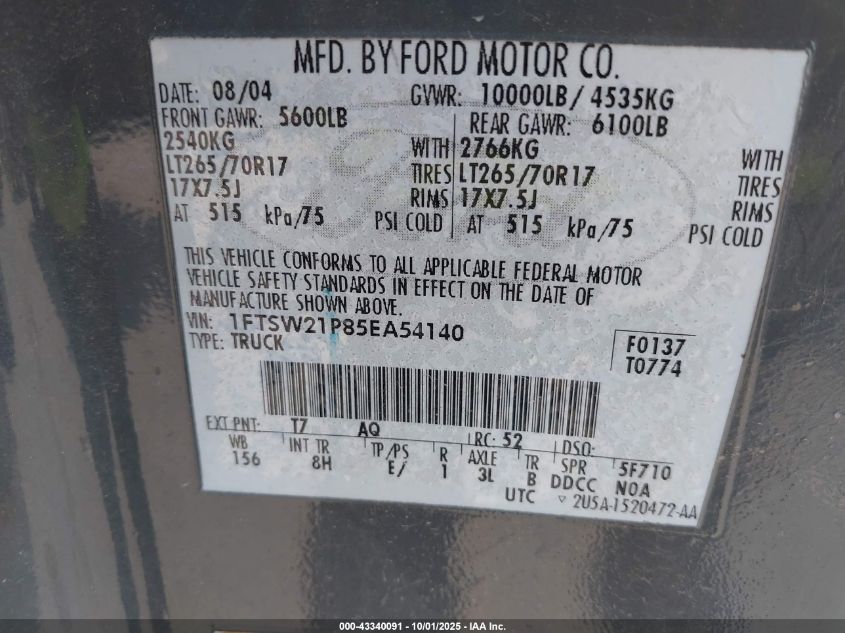 MFD. BY FORD MOTOR CO.
DATE: 08/04 GVWR: 10000LB / 4535KG
FRONT GAWR: 5600LB REAR GAWR: 6100LB
2540KG WITH 2766KG WITH
LT265/70R17 TIRES LT265/70R17 TIRES
17X7.5J RIMS 17X7.5J RIMS
AT 515 kPa/75 PSI COLD AT 515 kPa/75 PSI COLD
THIS VEHICLE CONFORMS TO ALL APPLICABLE FEDERAL MOTOR
VEHICLE SAFETY STANDARDS IN EFFECT ON THE DATE OF
MANUFACTURE SHOWN ABOVE.
VIN: 1FTSW21P85EA54140
TYPE: TRUCK
F0137
T0774
EXT PNT: T7 AQ RC: 52 DSO:
WB INT TR TP/PS R AXLE TR SPR 5F710
156 8H E/ 1 3L B DDCC N0A
UTC ▽ 2U5A-1520472-AA
000-43340091 - 10/01/2025 - IAA Inc.